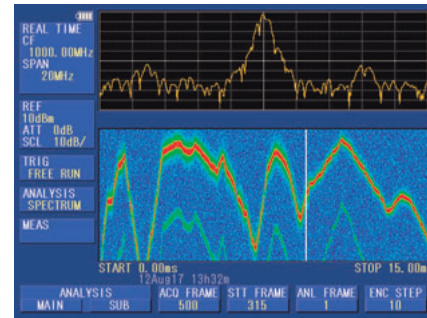 REAL TIME
CF
1000.00MHz
SPAN
20MHz
REF
10dBm
ATT 0dB
SCL 10dB/
TRIG
FREE RUN
ANALYSIS
SPECTRUM
MEAS
START 0.00ms
STOP 15.00m
12Aug17 13h32m
ANALYSIS
MAIN
SUB
ACQ FRAME
500
STT FRAME
315
ANL FRAME
1
ENC STEP
10